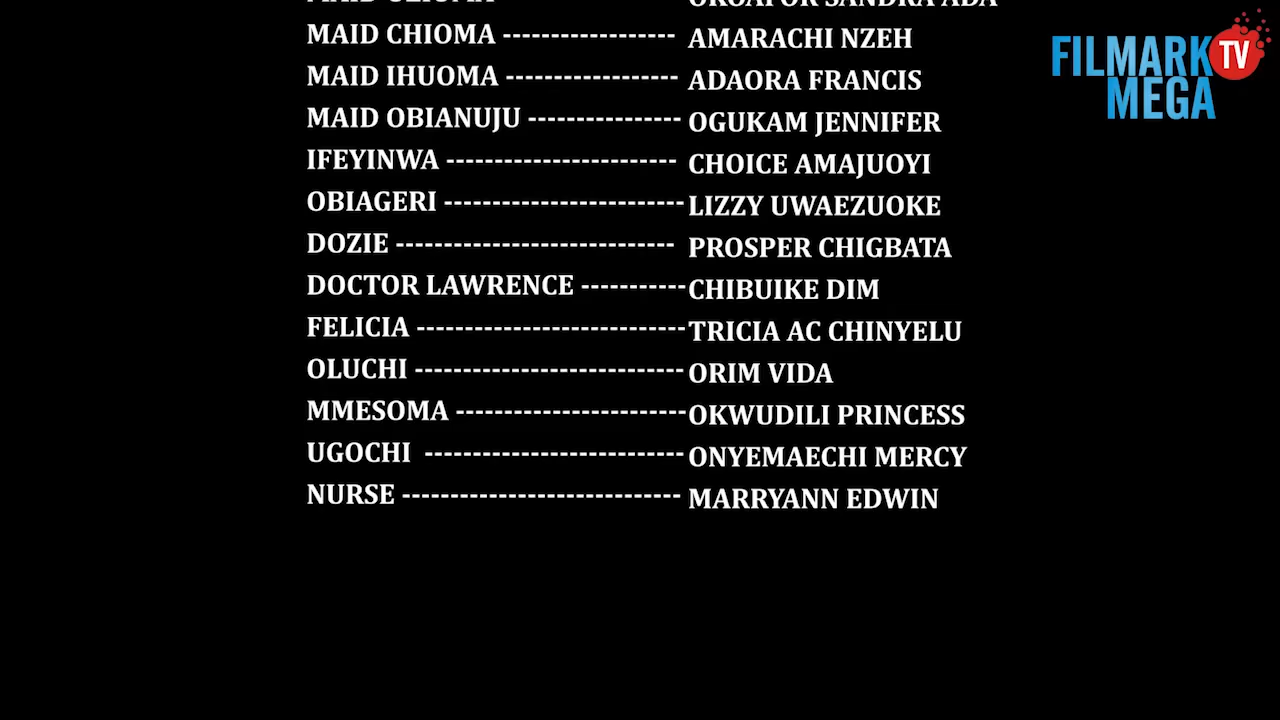 MAID CHIOMA ------------------ AMARACHI NZEH
MAID IHUOMA ------------------ ADAORA FRANCIS
MAID OBIANUJU ---------------- OGUKAM JENNIFER
IFEYINWA ------------------------ CHOICE AMAJUOYI
OBIAGERI ------------------------- LIZZY UWAEZUOKE
DOZIE ----------------------------- PROSPER CHIGBATA
DOCTOR LAWRENCE ----------- CHIBUIKE DIM
FELICIA ---------------------------- TRICIA AC CHINYELU
OLUCHI ---------------------------- ORIM VIDA
MMESOMA ------------------------ OKWUDILI PRINCESS
UGOCHI --------------------------- ONYEMAECHI MERCY
NURSE ----------------------------- MARRYANN EDWIN
FILMARK TV
MEGA